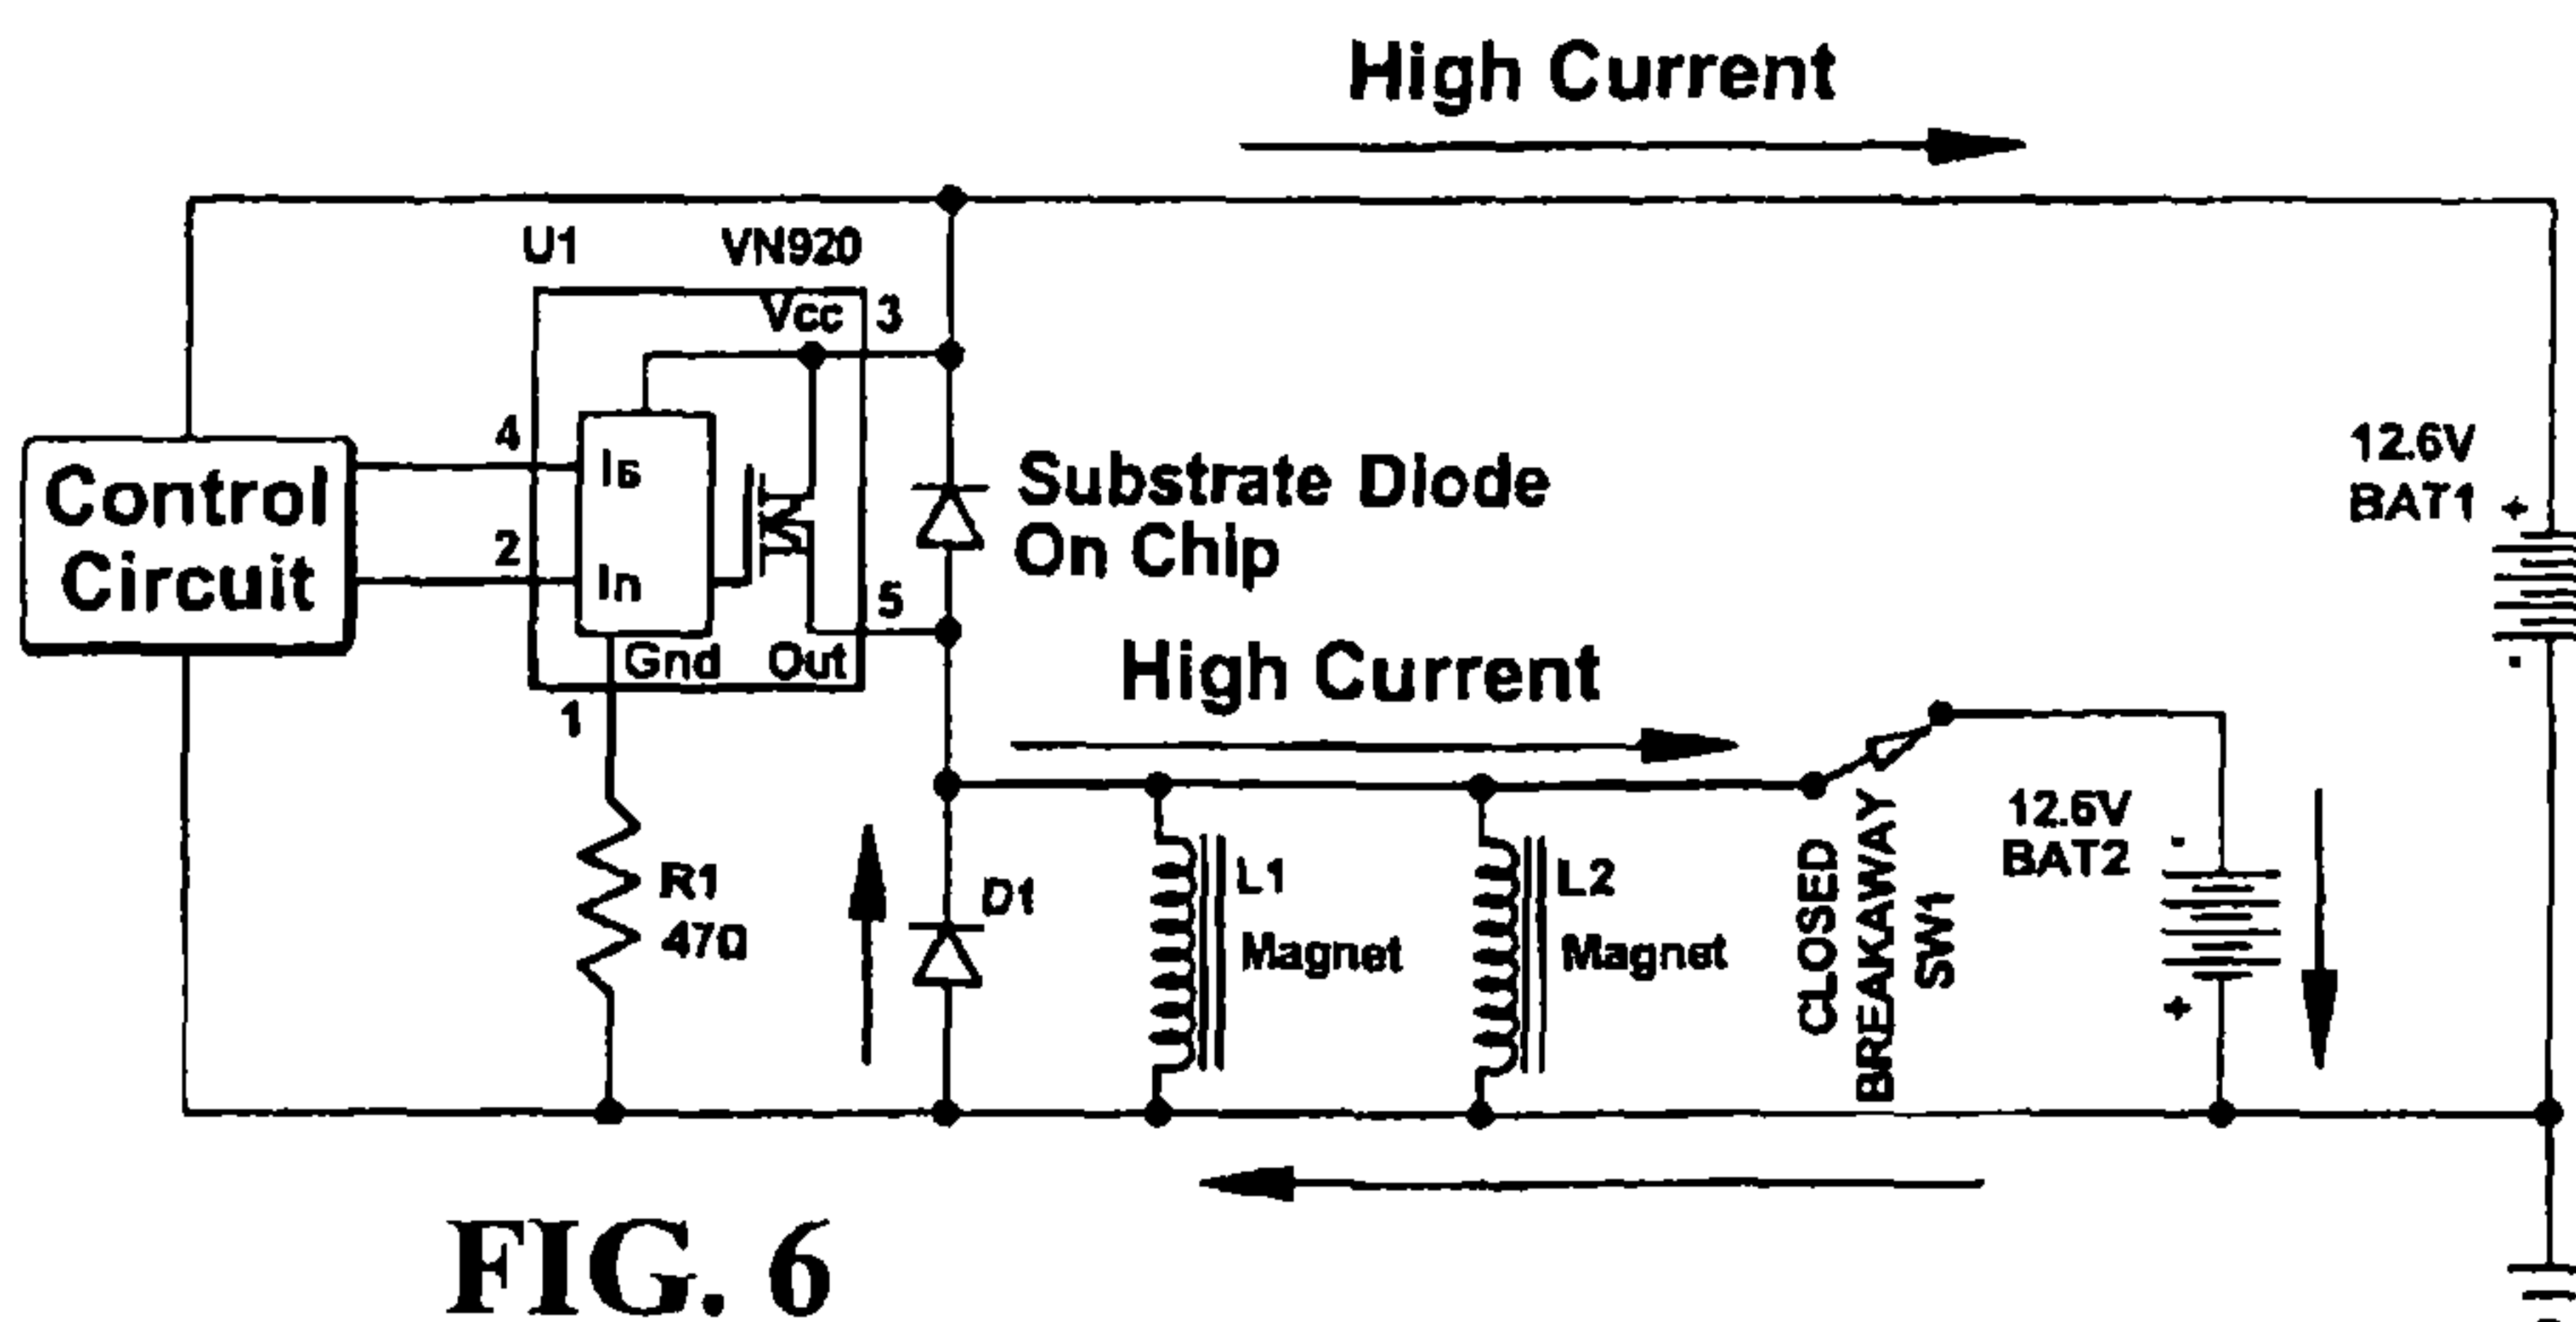 High Current
U1
VN920
Vcc
3
4
Is
Control
Circuit
2
In
5
Gnd
Out
1
Substrate Diode
On Chip
12.6V
BAT1
+
-
High Current
R1
47Ω
D1
L1
Magnet
L2
Magnet
CLOSED
BREAKAWAY
SW1
12.6V
BAT2
-
+
FIG. 6